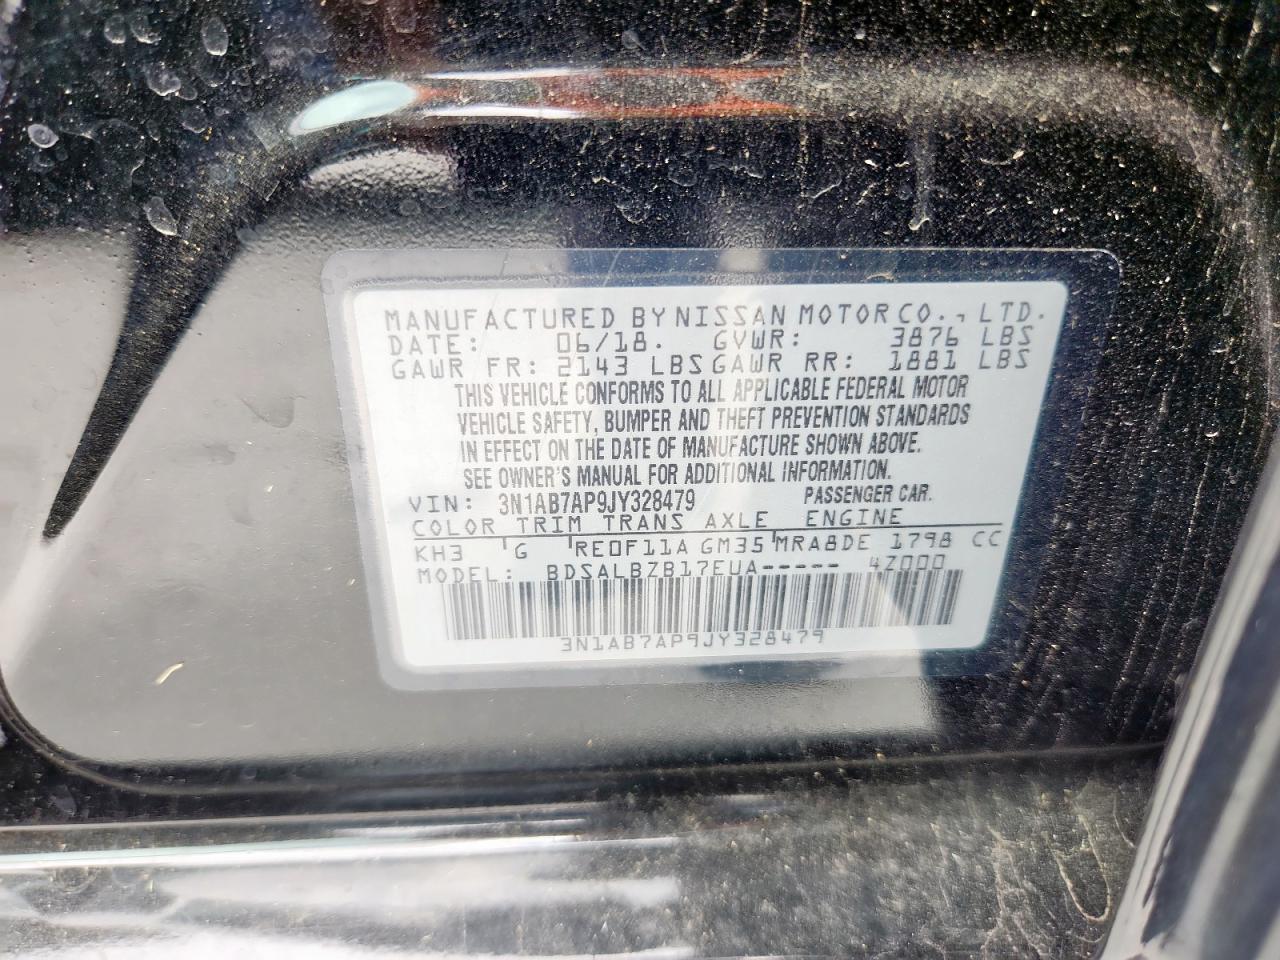 MANUFACTURED BY NISSAN MOTOR CO., LTD.
DATE: 06/18. GVWR: 3876 LBS
GAWR FR: 2143 LBS GAWR RR: 1881 LBS
THIS VEHICLE CONFORMS TO ALL APPLICABLE FEDERAL MOTOR
VEHICLE SAFETY, BUMPER AND THEFT PREVENTION STANDARDS
IN EFFECT ON THE DATE OF MANUFACTURE SHOWN ABOVE.
SEE OWNER'S MANUAL FOR ADDITIONAL INFORMATION.
VIN: 3N1AB7AP9JY328479 PASSENGER CAR.
COLOR TRIM TRANS AXLE ENGINE
KH3 G RE0F11A GM35 MRA8DE 1798 CC
MODEL: BDSALBZB17EUA----- 4Z000
3N1AB7AP9JY328479